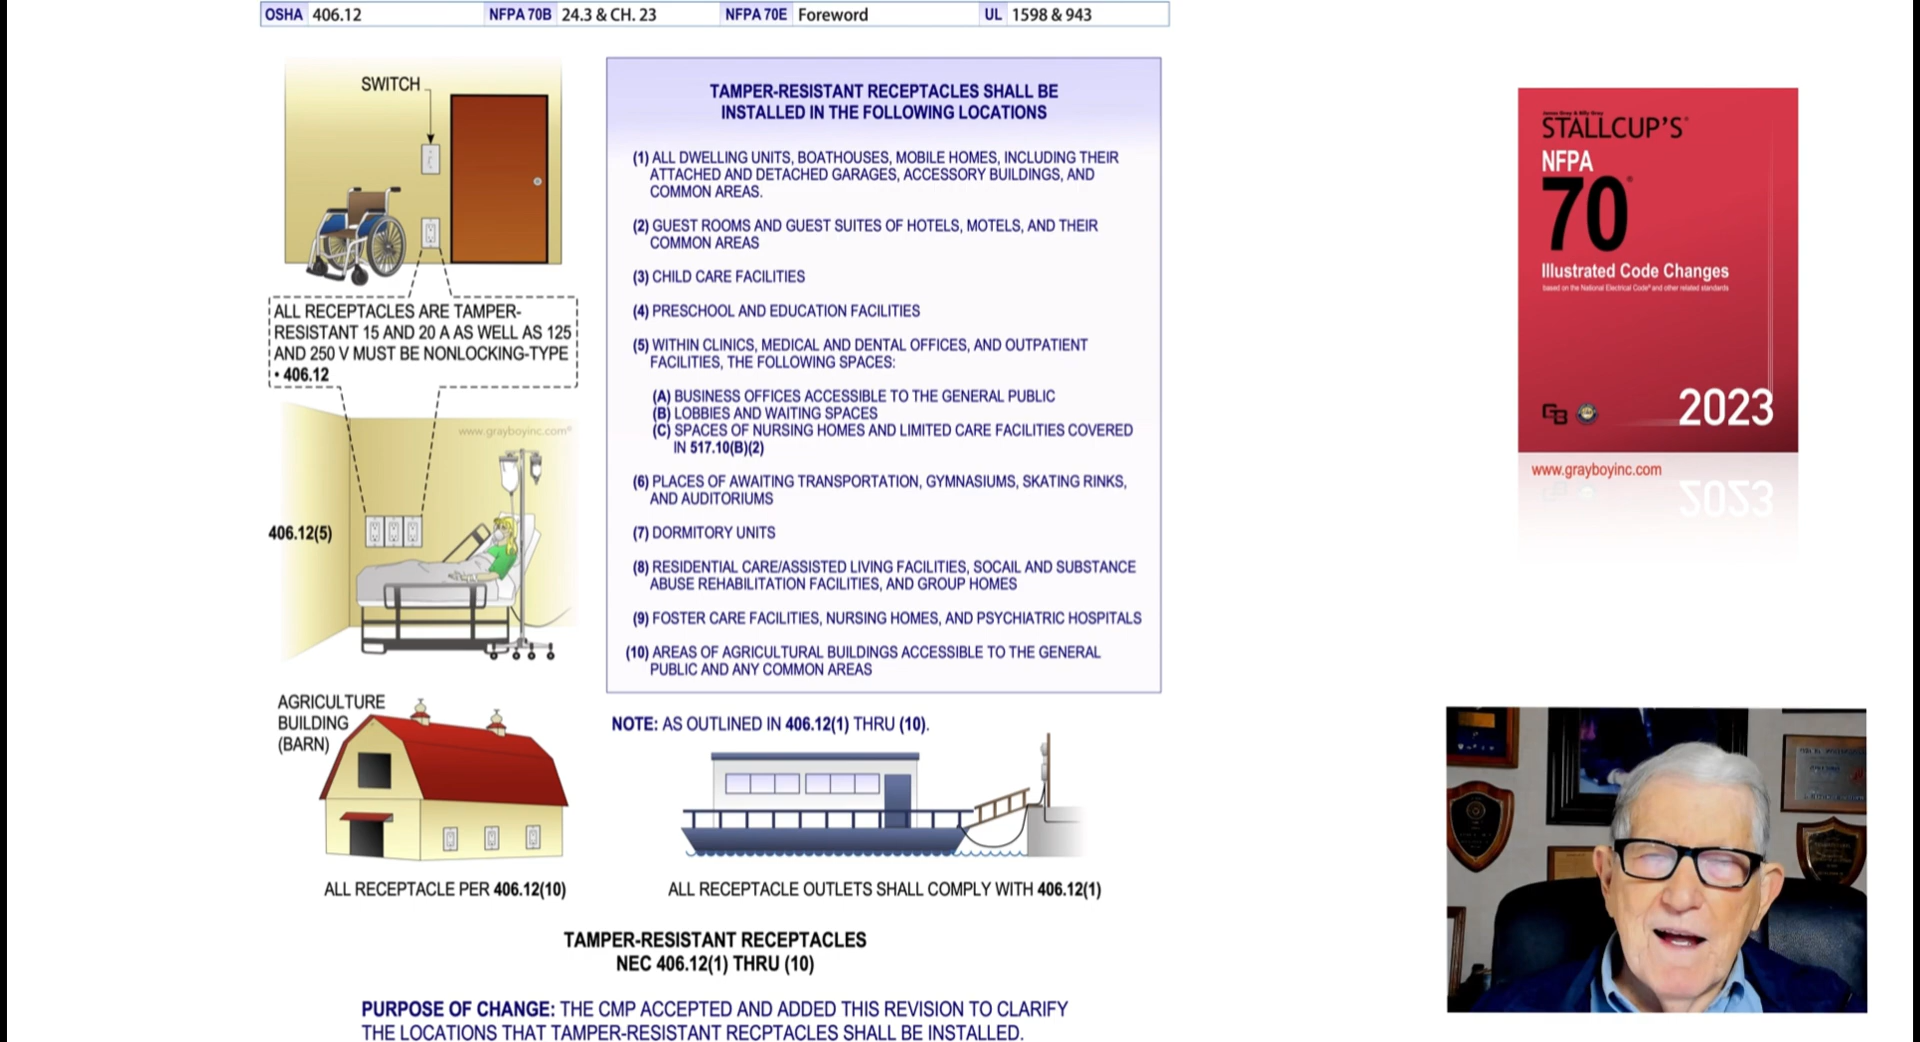 OSHA 406.12 NFPA 70B 24.3 & CH. 23 NFPA 70E Foreword UL 1598 & 943
SWITCH
ALL RECEPTACLES ARE TAMPER-
RESISTANT 15 AND 20 A AS WELL AS 125
AND 250 V MUST BE NONLOCKING-TYPE
• 406.12
www.grayboyinc.com®
406.12(5)
AGRICULTURE
BUILDING
(BARN)
ALL RECEPTACLE PER 406.12(10)
TAMPER-RESISTANT RECEPTACLES SHALL BE
INSTALLED IN THE FOLLOWING LOCATIONS
(1) ALL DWELLING UNITS, BOATHOUSES, MOBILE HOMES, INCLUDING THEIR
ATTACHED AND DETACHED GARAGES, ACCESSORY BUILDINGS, AND
COMMON AREAS.
(2) GUEST ROOMS AND GUEST SUITES OF HOTELS, MOTELS, AND THEIR
COMMON AREAS
(3) CHILD CARE FACILITIES
(4) PRESCHOOL AND EDUCATION FACILITIES
(5) WITHIN CLINICS, MEDICAL AND DENTAL OFFICES, AND OUTPATIENT
FACILITIES, THE FOLLOWING SPACES:
(A) BUSINESS OFFICES ACCESSIBLE TO THE GENERAL PUBLIC
(B) LOBBIES AND WAITING SPACES
(C) SPACES OF NURSING HOMES AND LIMITED CARE FACILITIES COVERED
IN 517.10(B)(2)
(6) PLACES OF AWAITING TRANSPORTATION, GYMNASIUMS, SKATING RINKS,
AND AUDITORIUMS
(7) DORMITORY UNITS
(8) RESIDENTIAL CARE/ASSISTED LIVING FACILITIES, SOCAIL AND SUBSTANCE
ABUSE REHABILITATION FACILITIES, AND GROUP HOMES
(9) FOSTER CARE FACILITIES, NURSING HOMES, AND PSYCHIATRIC HOSPITALS
(10) AREAS OF AGRICULTURAL BUILDINGS ACCESSIBLE TO THE GENERAL
PUBLIC AND ANY COMMON AREAS
NOTE: AS OUTLINED IN 406.12(1) THRU (10).
ALL RECEPTACLE OUTLETS SHALL COMPLY WITH 406.12(1)
TAMPER-RESISTANT RECEPTACLES
NEC 406.12(1) THRU (10)
PURPOSE OF CHANGE: THE CMP ACCEPTED AND ADDED THIS REVISION TO CLARIFY
THE LOCATIONS THAT TAMPER-RESISTANT RECPTACLES SHALL BE INSTALLED.
STALLCUP'S®
NFPA
70®
Illustrated Code Changes
based on the National Electrical Code® and other related standards
GB
2023
www.grayboyinc.com
2023